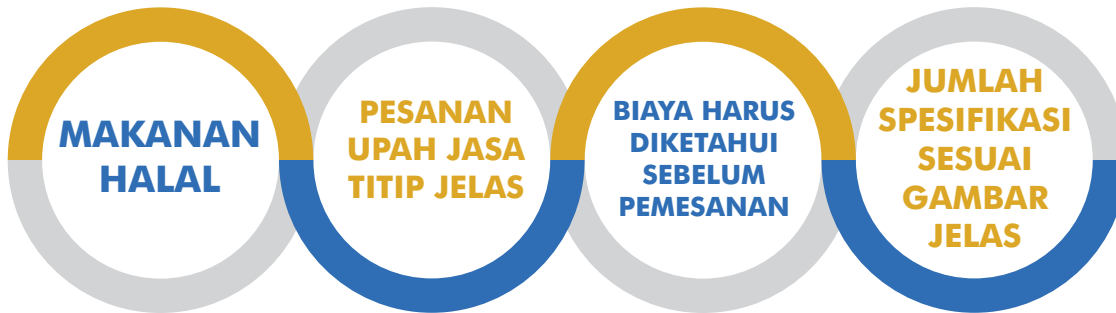 MAKANAN
HALAL
PESANAN
UPAH JASA
TITIP JELAS
BIAYA HARUS
DIKETAHUI
SEBELUM
PEMESANAN
JUMLAH
SPESIFIKASI
SESUAI
GAMBAR
JELAS